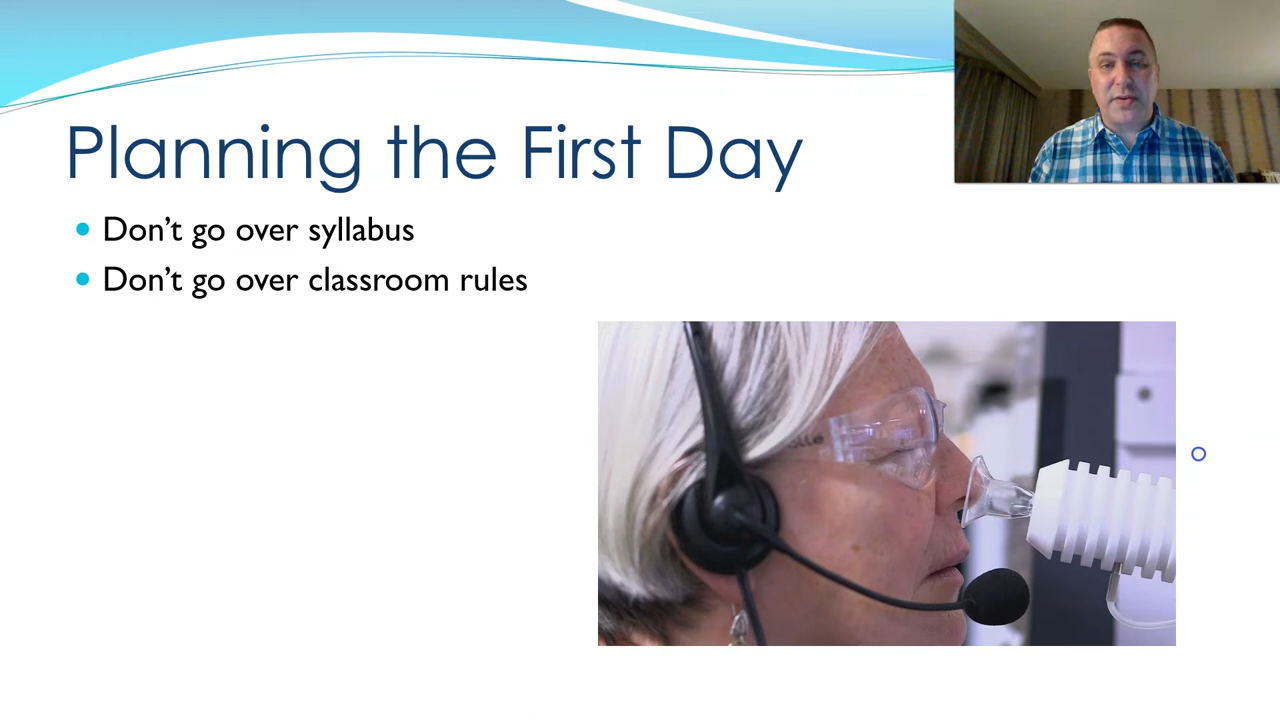 Planning the First Day
Don't go over syllabus
Don't go over classroom rules